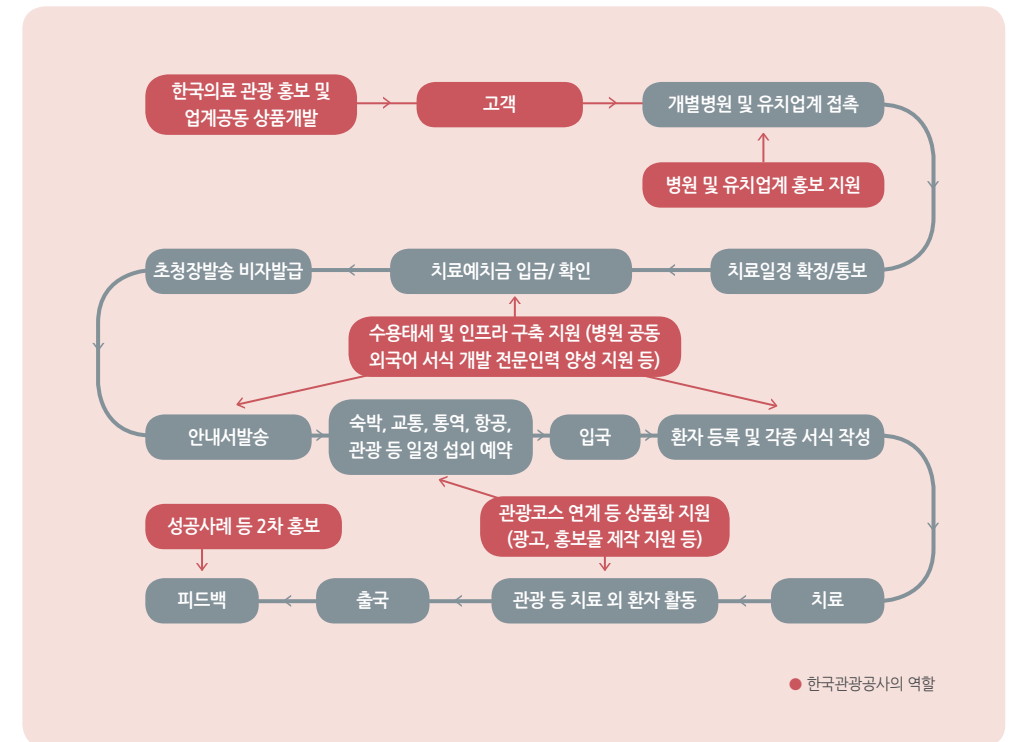 한국의료 관광 홍보 및
업계공동 상품개발
고객
개별병원 및 유치업계 접촉
병원 및 유치업계 홍보 지원
초청장발송 비자발급
치료예치금 입금/ 확인
치료일정 확정/통보
수용태세 및 인프라 구축 지원 (병원 공동
외국어 서식 개발 전문인력 양성 지원 등)
안내서발송
숙박, 교통, 통역, 항공,
관광 등 일정 섭외 예약
입국
환자 등록 및 각종 서식 작성
성공사례 등 2차 홍보
관광코스 연계 등 상품화 지원
(광고, 홍보물 제작 지원 등)
피드백
출국
관광 등 치료 외 환자 활동
치료
한국관광공사의 역할